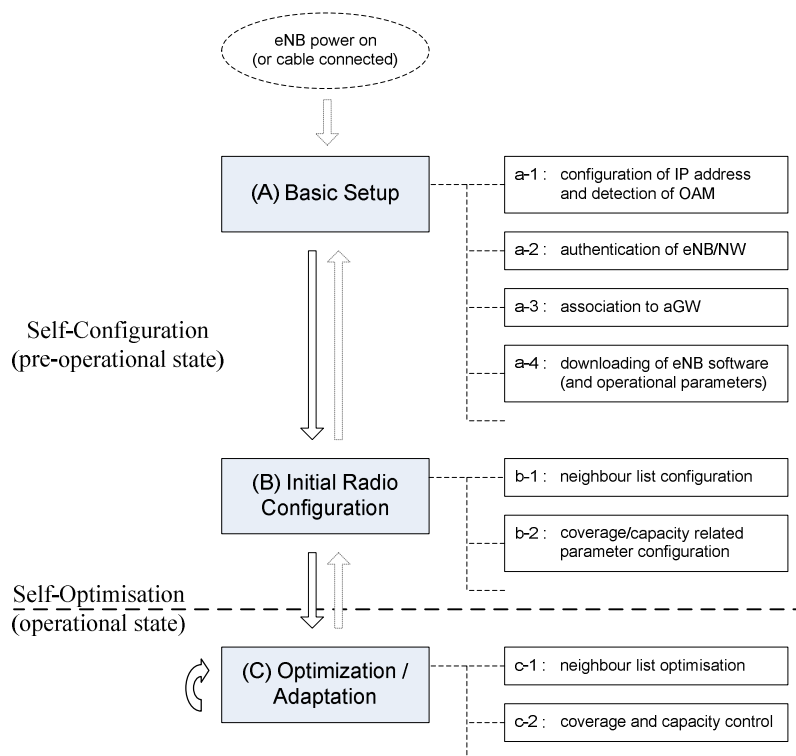 eNB power on
(or cable connected)
(A) Basic Setup
a-1 : configuration of IP address
and detection of OAM
a-2 : authentication of eNB/NW
a-3 : association to aGW
a-4 : downloading of eNB software
(and operational parameters)
Self-Configuration
(pre-operational state)
(B) Initial Radio
Configuration
b-1 : neighbour list configuration
b-2 : coverage/capacity related
parameter configuration
Self-Optimisation
(operational state)
(C) Optimization /
Adaptation
c-1 : neighbour list optimisation
c-2 : coverage and capacity control